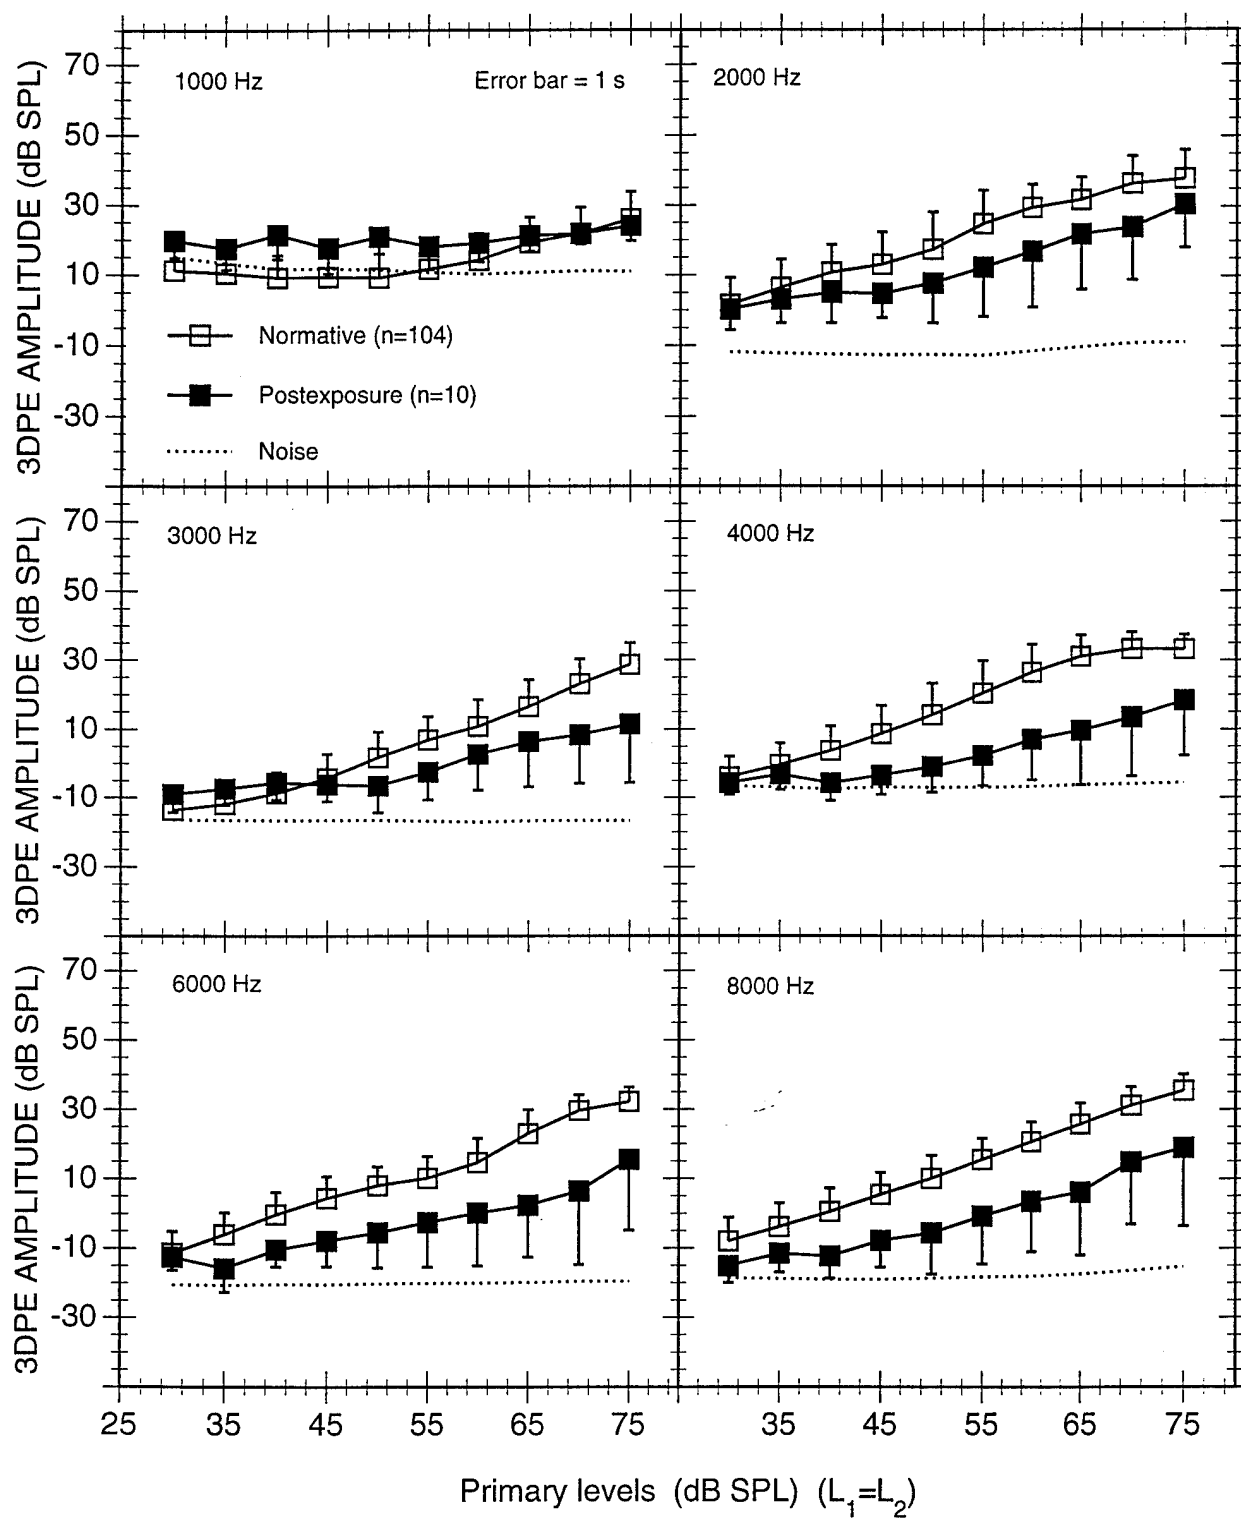 3DPE AMPLITUDE (dB SPL)
70
50
30
10
-10
-30
1000 Hz
Error bar = 1 s
Normative (n=104)
Postexposure (n=10)
Noise
2000 Hz
3DPE AMPLITUDE (dB SPL)
70
50
30
10
-10
-30
3000 Hz
4000 Hz
3DPE AMPLITUDE (dB SPL)
70
50
30
10
-10
-30
6000 Hz
8000 Hz
25 35 45 55 65 75 35 45 55 65 75
Primary levels (dB SPL) (L1=L2)